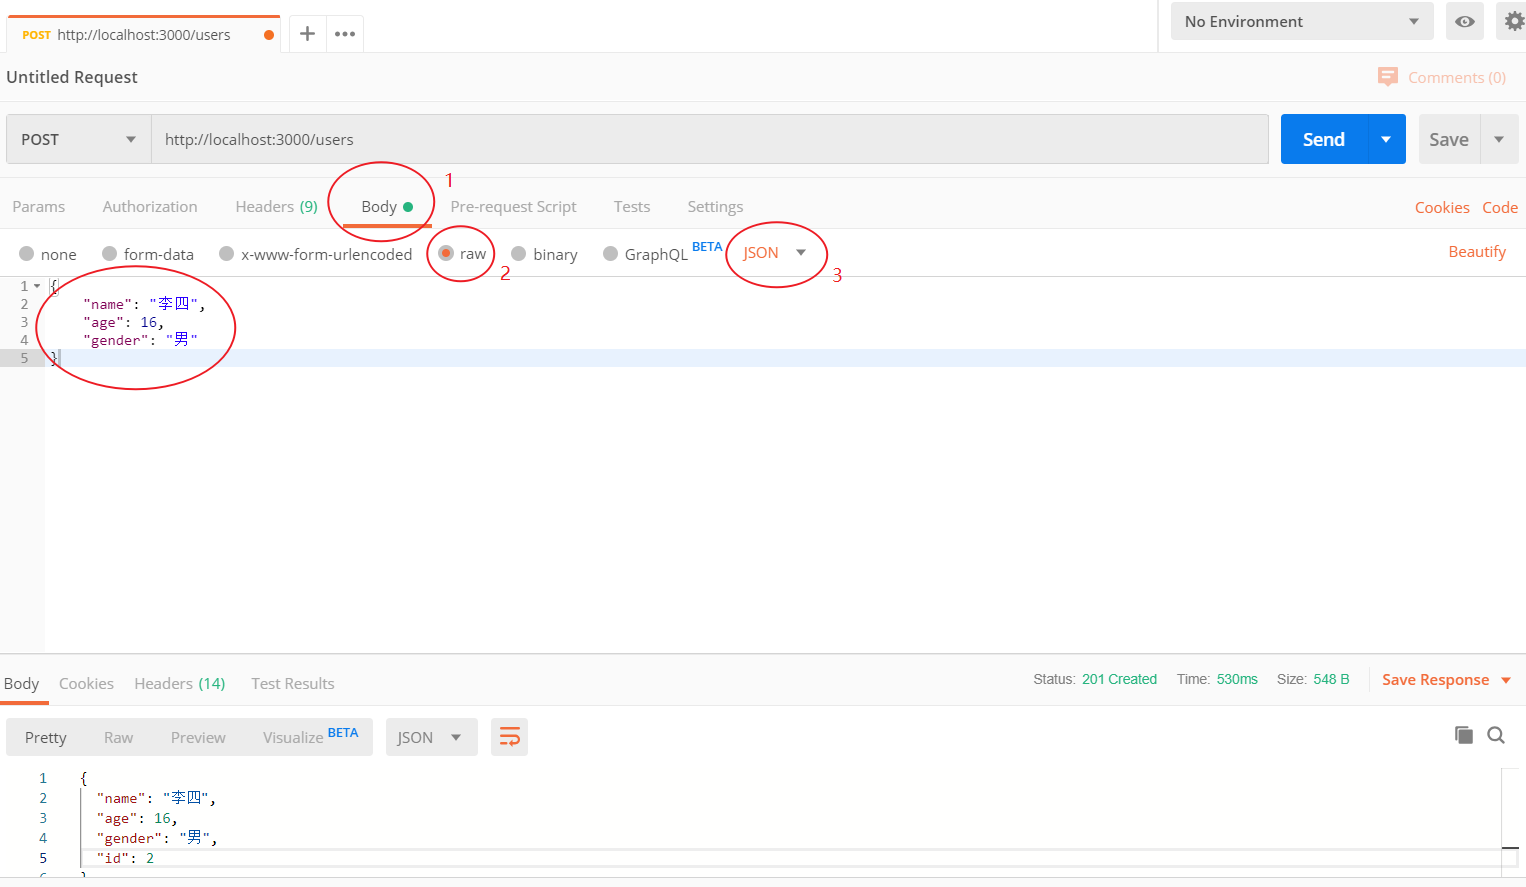 POST http://localhost:3000/users
No Environment
Untitled Request
Comments (0)
POST http://localhost:3000/users Send Save
1
Params Authorization Headers (9) Body Pre-request Script Tests Settings Cookies Code
none form-data x-www-form-urlencoded raw binary GraphQL BETA JSON Beautify
2 3
1 {
2 "name": "李四",
3 "age": 16,
4 "gender": "男"
5 }
Body Cookies Headers (14) Test Results Status: 201 Created Time: 530ms Size: 548 B Save Response
Pretty Raw Preview Visualize BETA JSON
1 {
2 "name": "李四",
3 "age": 16,
4 "gender": "男",
5 "id": 2
6 }